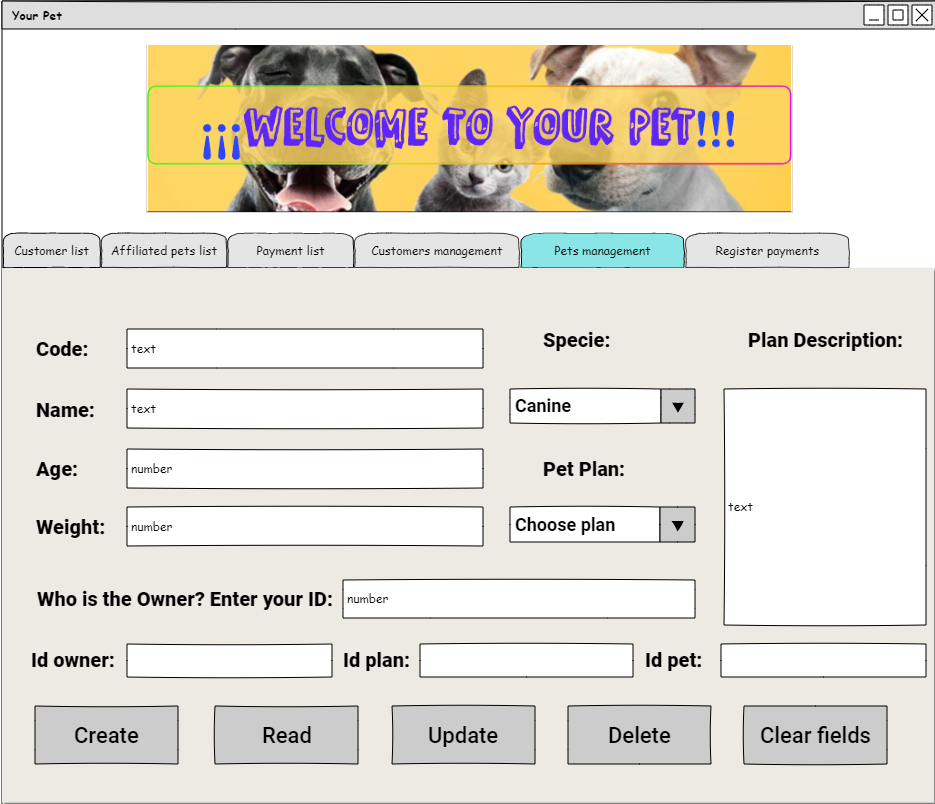 Your Pet
¡¡¡WELCOME TO YOUR PET!!!
Customer list
Affiliated pets list
Payment list
Customers management
Pets management
Register payments
Code:
text
Specie:
Plan Description:
Name:
text
Canine
Age:
number
Pet Plan:
text
Weight:
number
Choose plan
Who is the Owner? Enter your ID:
number
Id owner:
Id plan:
Id pet:
Create
Read
Update
Delete
Clear fields